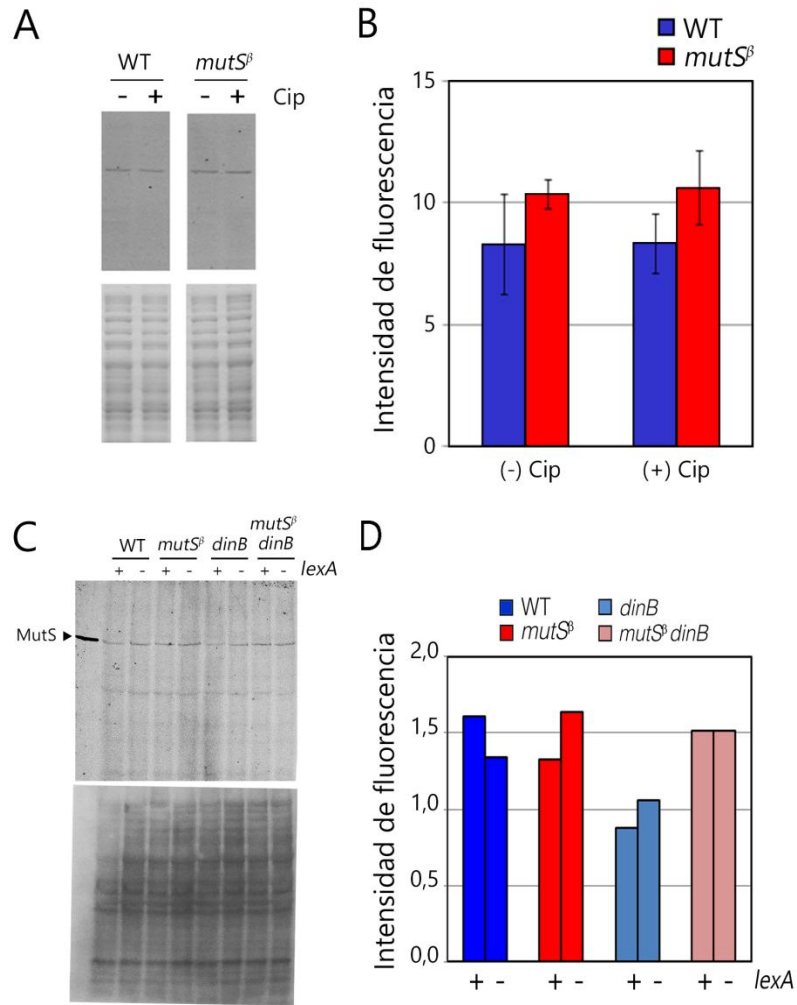 A
WT mutSᵝ
- + - + Cip
B
WT
mutSᵝ
Intensidad de fluorescencia
15
10
5
0
(-) Cip (+) Cip
C
mutSᵝ
WT mutSᵝ dinB dinB
+ - + - + - + - lexA
MutS
D
WT dinB
mutSᵝ mutSᵝ dinB
Intensidad de fluorescencia
2,0
1,5
1,0
0,5
0,0
+ - + - + - + - lexA